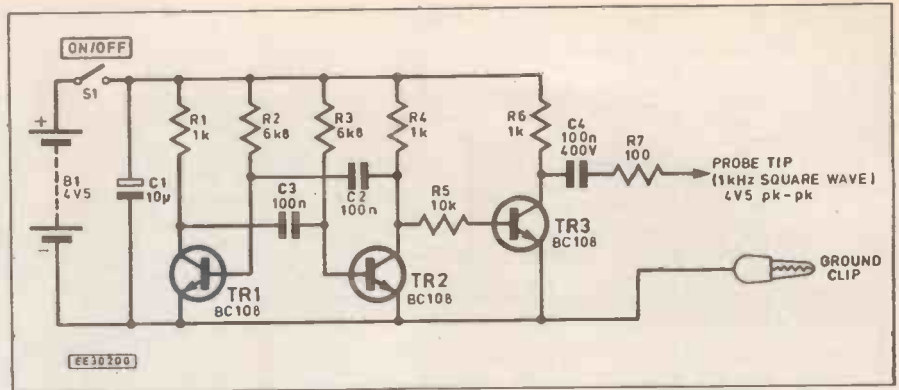 ON/OFF
S1
+
B1
4V5
-
C1
10µ
R1
1k
R2
6k8
R3
6k8
R4
1k
C3
100n
C2
100n
R5
10k
R6
1k
C4
100n
400V
R7
100
PROBE TIP
(1kHz SQUARE WAVE)
4V5 pk-pk
TR1
BC108
TR2
BC108
TR3
BC108
GROUND
CLIP
EE3020G